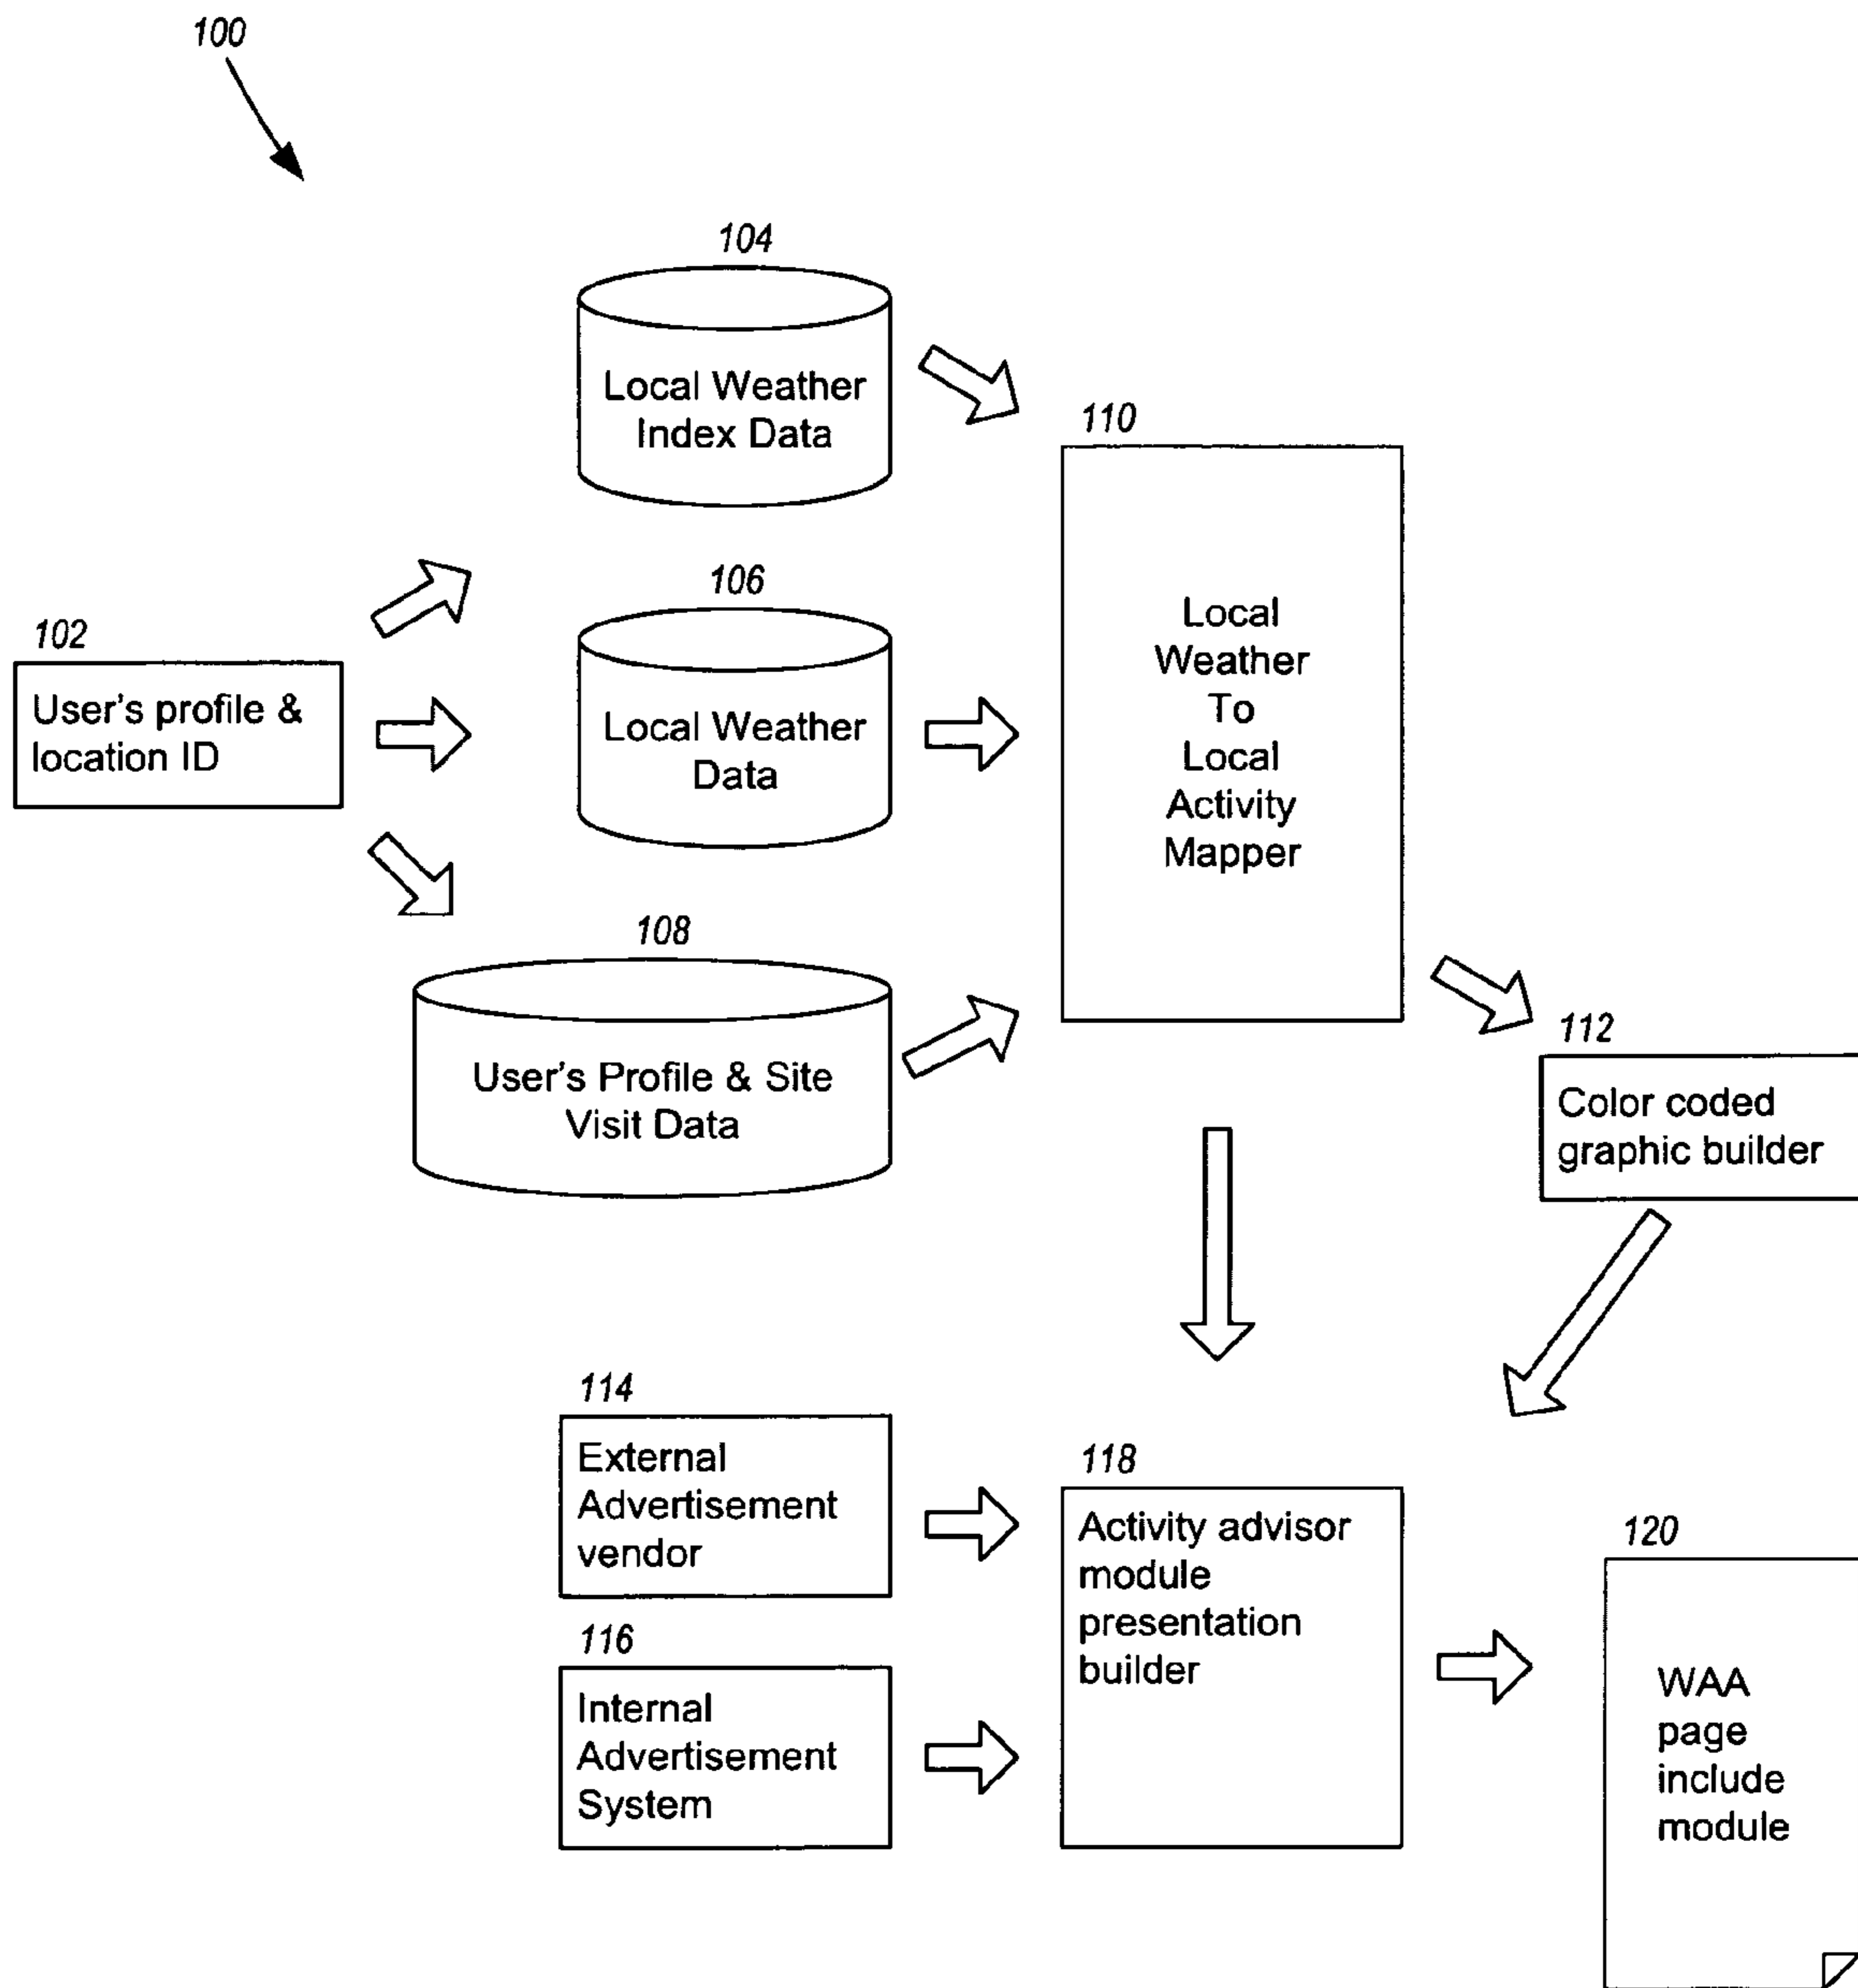 100
104
Local Weather
Index Data
110
Local
Weather
To
Local
Activity
Mapper
106
Local Weather
Data
102
User's profile &
location ID
108
User's Profile & Site
Visit Data
112
Color coded
graphic builder
114
External
Advertisement
vendor
116
Internal
Advertisement
System
118
Activity advisor
module
presentation
builder
120
WAA
page
include
module